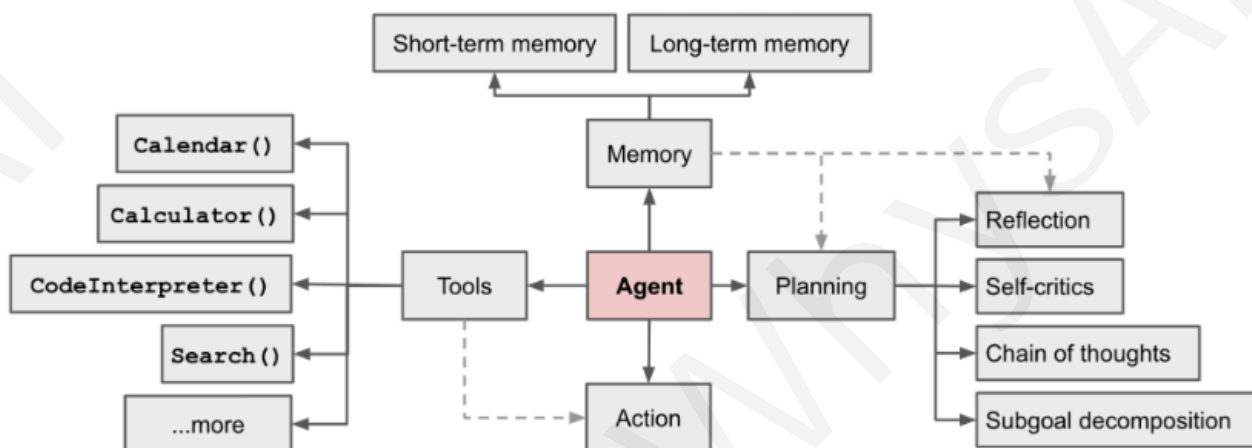 Short-term memory
Long-term memory
Calendar()
Memory
Calculator()
Reflection
CodeInterpreter()
Tools
Agent
Planning
Self-critics
Search()
Chain of thoughts
...more
Action
Subgoal decomposition